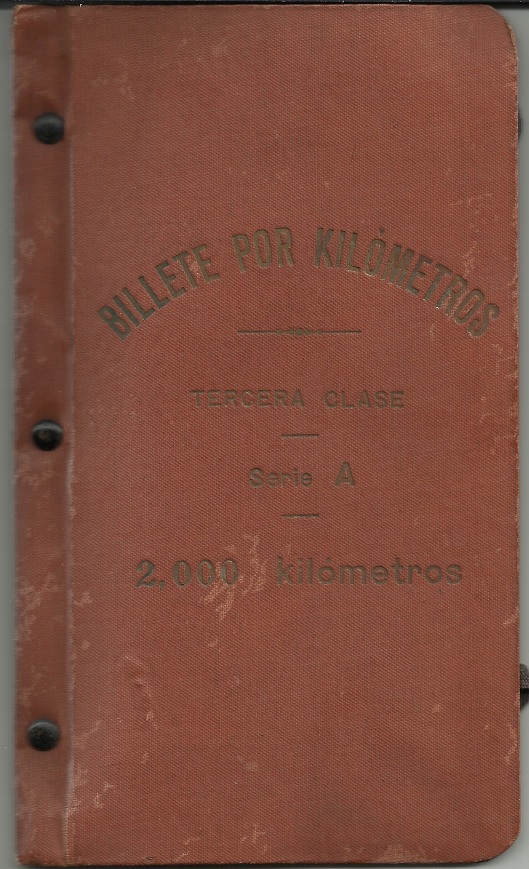 BILLETE POR KILÓMETROS
TERCERA CLASE
Serie A
2,000 kilómetros